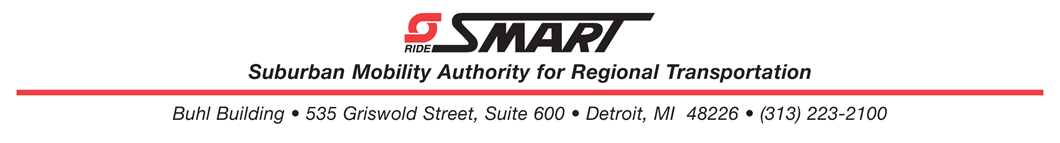 RIDE SMART
Suburban Mobility Authority for Regional Transportation
Buhl Building • 535 Griswold Street, Suite 600 • Detroit, MI  48226 • (313) 223-2100